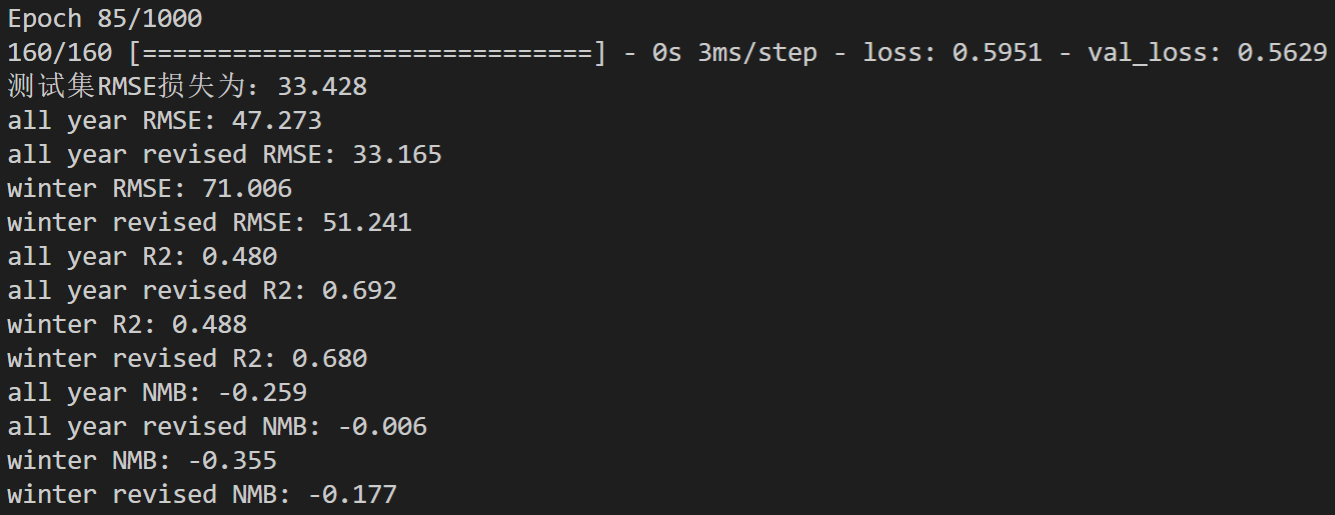 Epoch 85/1000
160/160 [==============================] - 0s 3ms/step - loss: 0.5951 - val_loss: 0.5629
测试集RMSE损失为：33.428
all year RMSE: 47.273
all year revised RMSE: 33.165
winter RMSE: 71.006
winter revised RMSE: 51.241
all year R2: 0.480
all year revised R2: 0.692
winter R2: 0.488
winter revised R2: 0.680
all year NMB: -0.259
all year revised NMB: -0.006
winter NMB: -0.355
winter revised NMB: -0.177